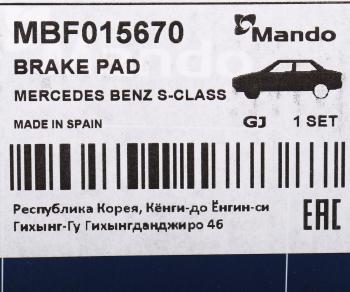 MBF015670
Mando
BRAKE PAD
MERCEDES BENZ S-CLASS
MADE IN SPAIN
GJ 1 SET
Республика Корея, Кёнги-до Ёнгин-си
Гихынг-Гу Гихынгданджиро 46
EAC